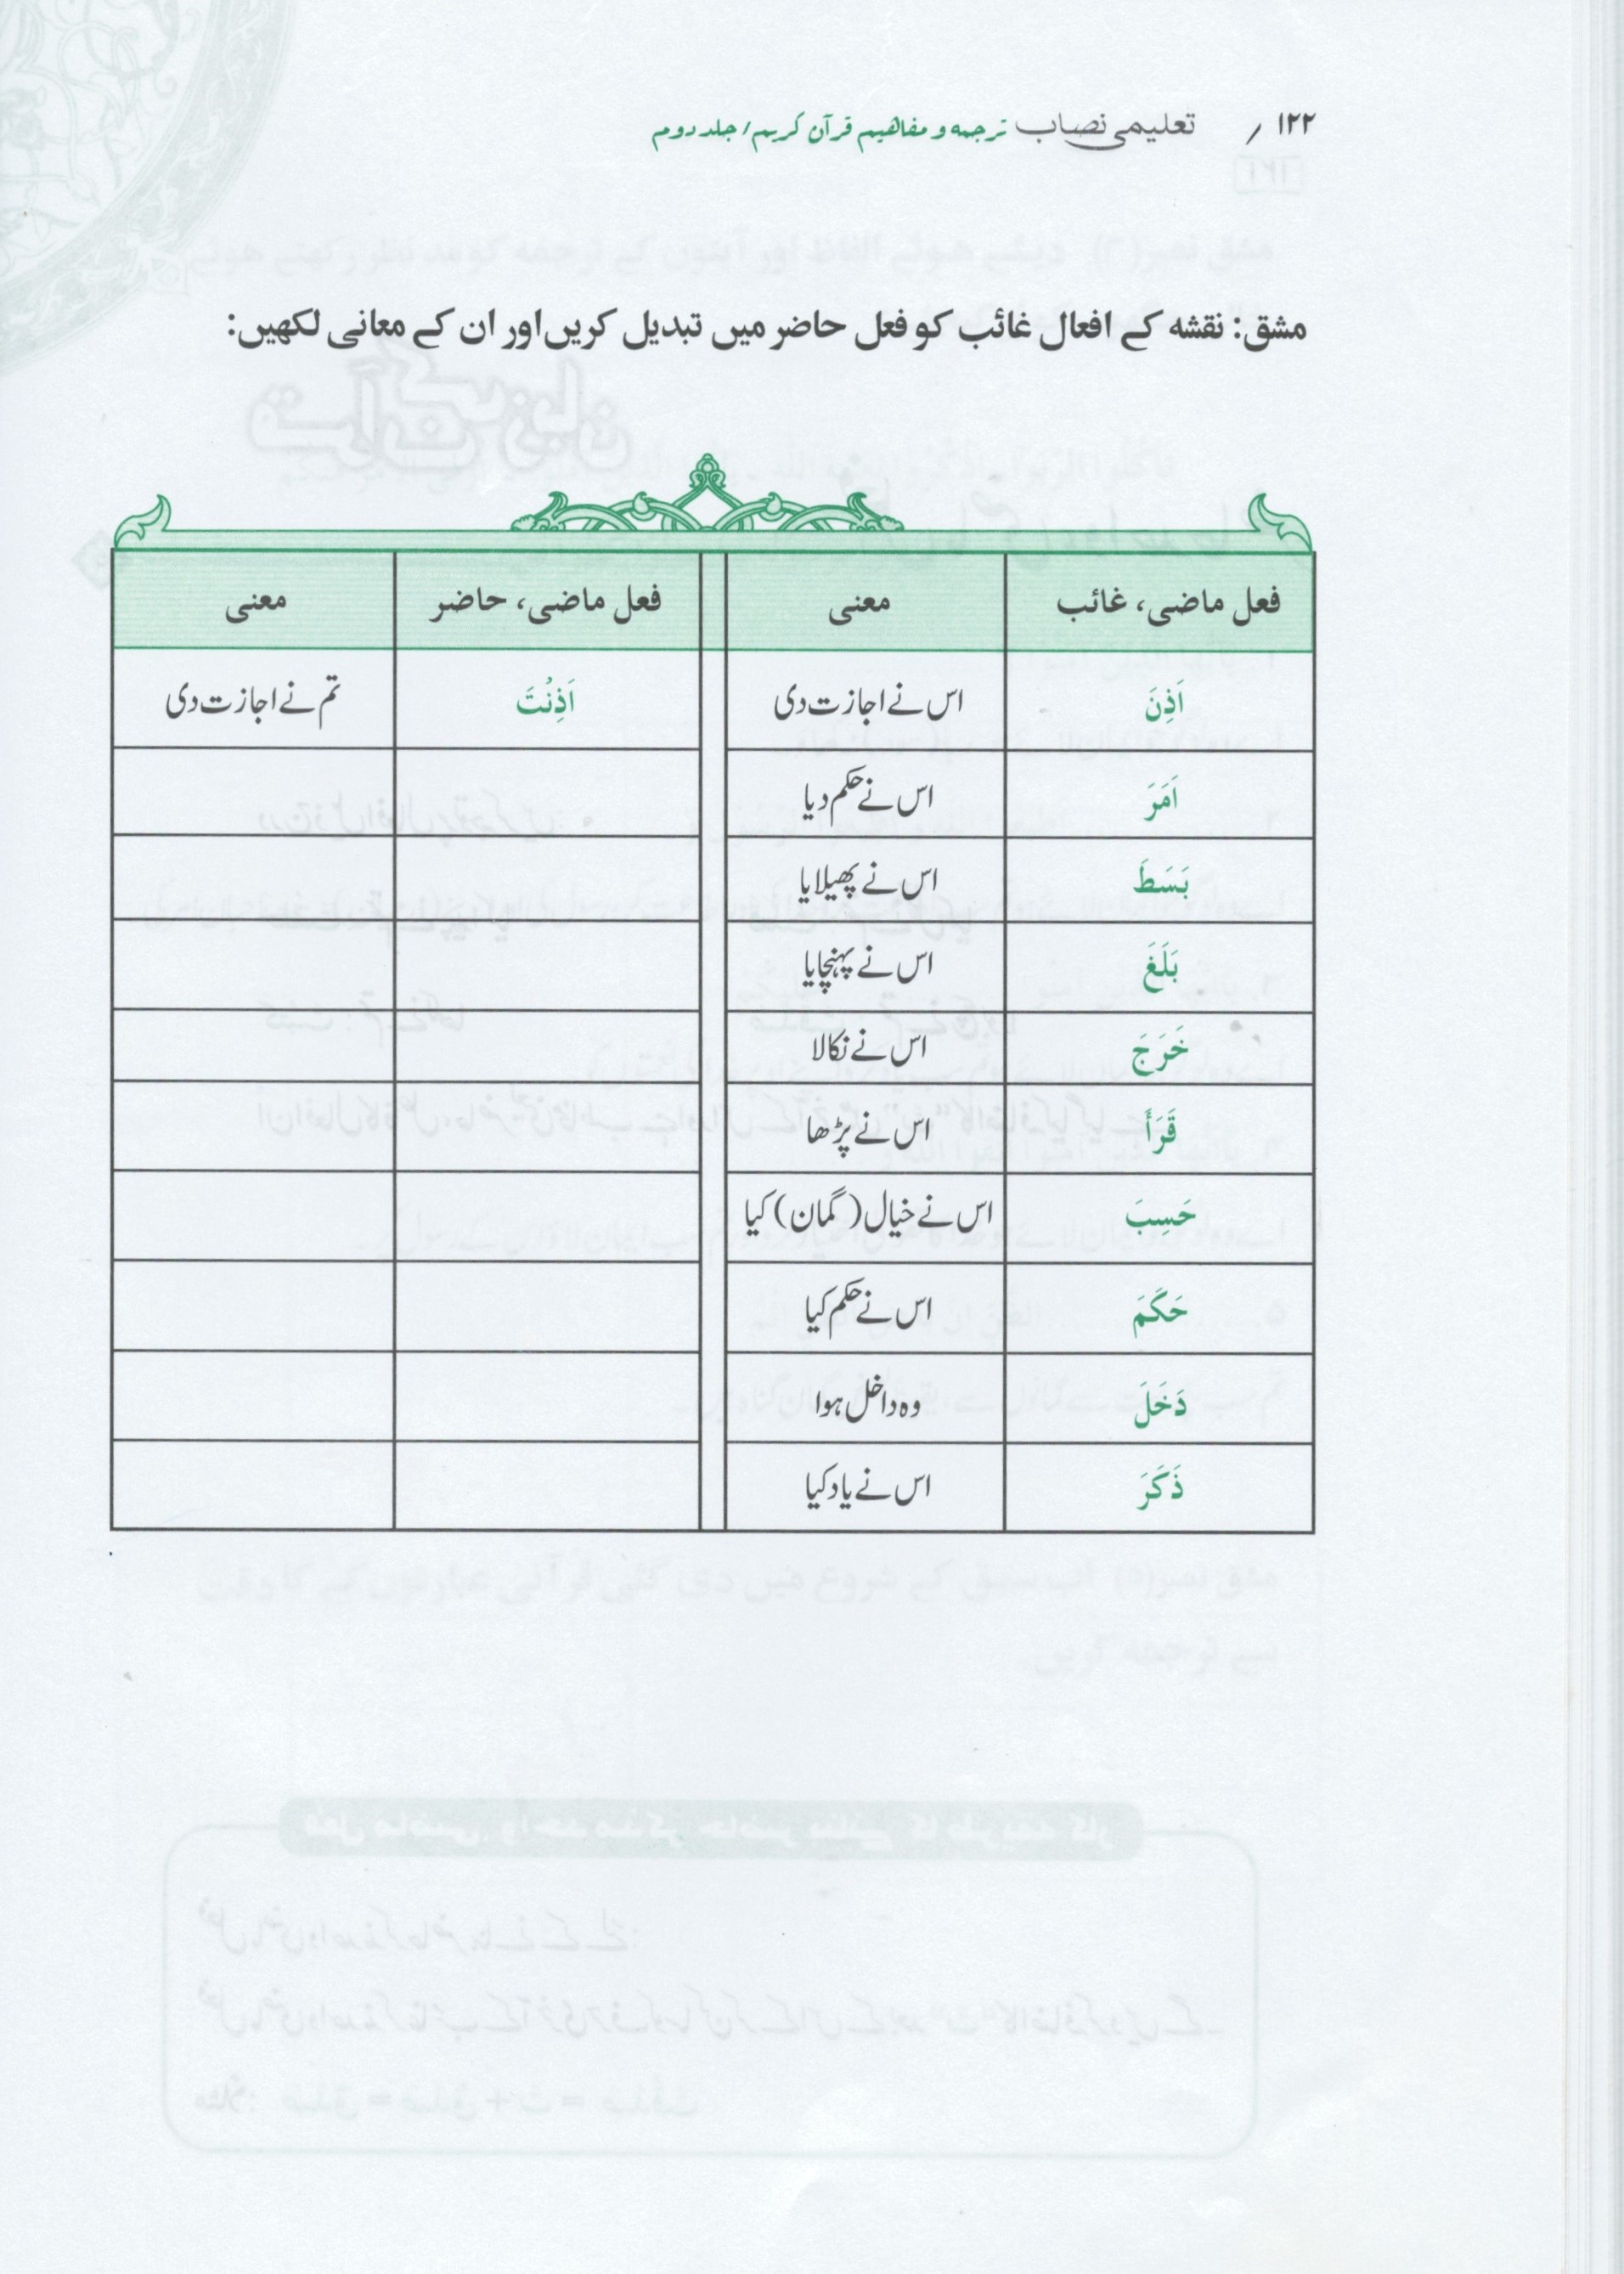 ۱۲۲ / تعلیمی نصاب ترجمه و مفاهیم قرآن کریم / جلد دوم
مشق: نقشه کے افعال غائب کو فعل حاضر میں تبدیل کریں اور ان کے معانی لکھیں:
فعل ماضی، غائب معنی فعل ماضی، حاضر معنی
اَذِنَ اس نے اجازت دی اَذِنْتَ تم نے اجازت دی
اَمَرَ اس نے حکم دیا
بَسَطَ اس نے پھیلایا
بَلَغَ اس نے پہنچایا
خَرَجَ اس نے نکالا
قَرَأَ اس نے پڑھا
حَسِبَ اس نے خیال (گمان) کیا
حَكَمَ اس نے حکم کیا
دَخَلَ وہ داخل ہوا
ذَكَرَ اس نے یاد کیا